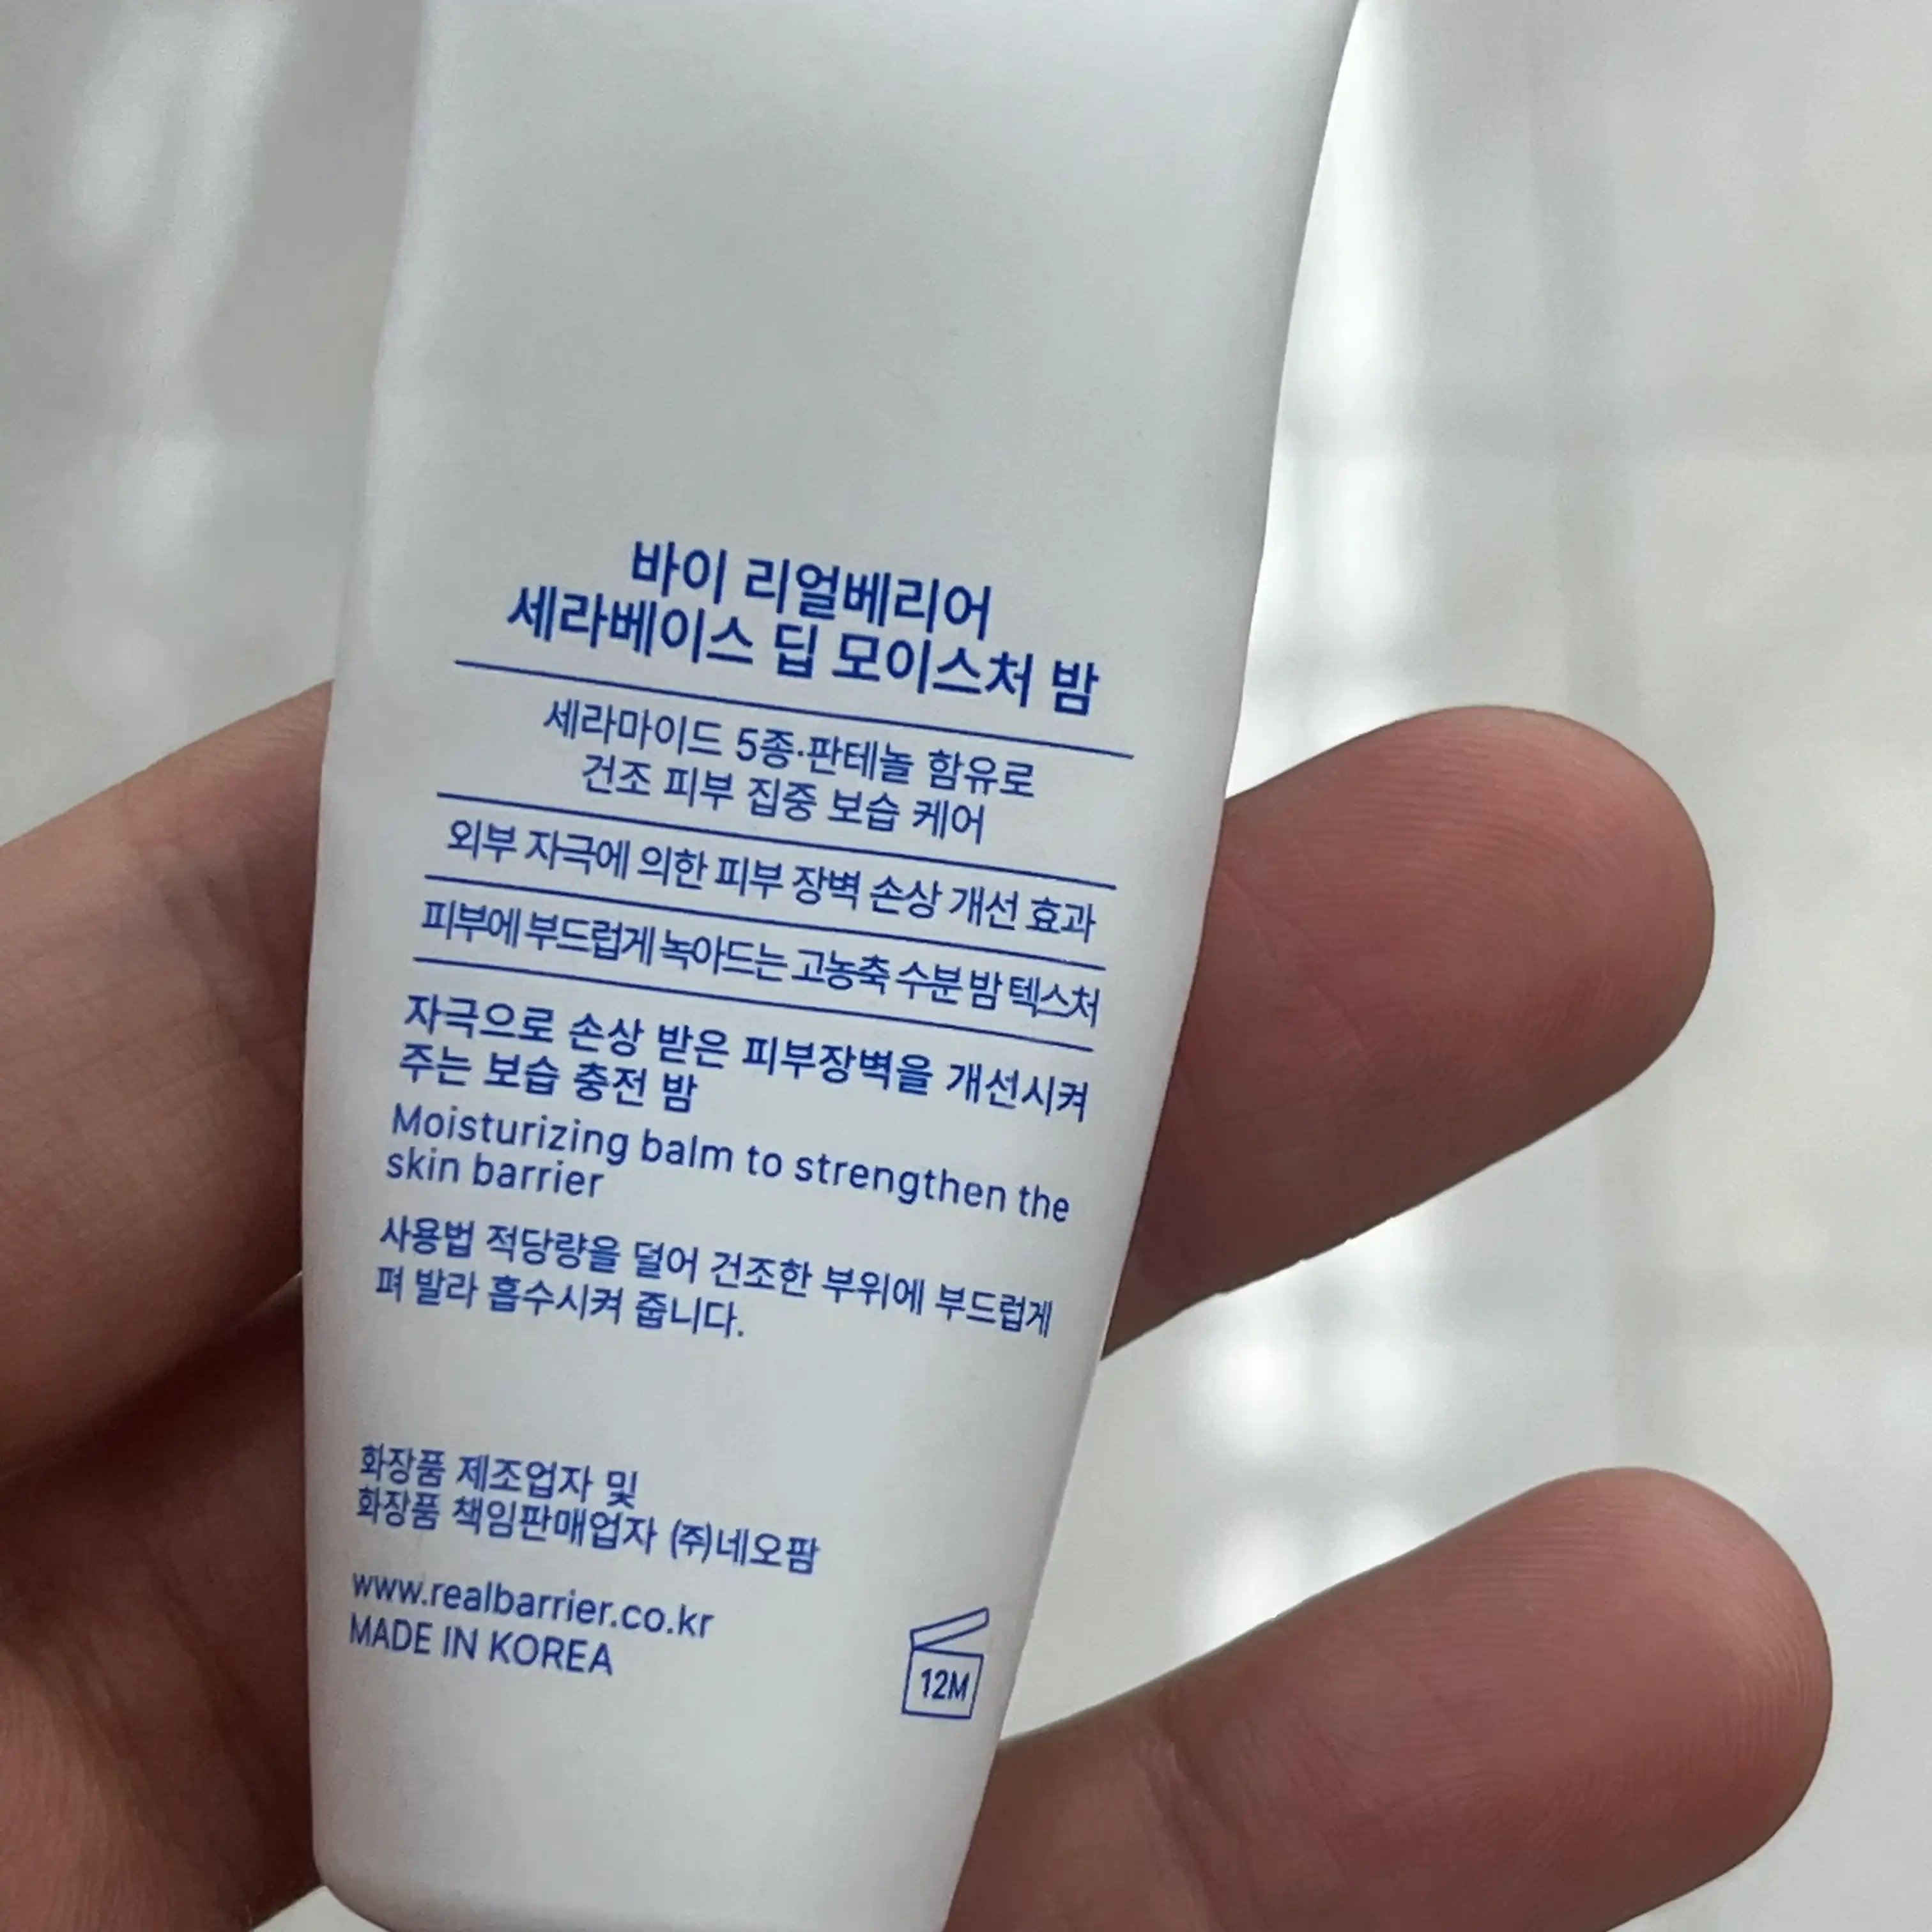 바이 리얼베리어
세라베이스 딥 모이스처 밤
세라마이드 5종·판테놀 함유로
건조 피부 집중 보습 케어
외부 자극에 의한 피부 장벽 손상 개선 효과
피부에 부드럽게 녹아드는 고농축 수분 밤 텍스처
자극으로 손상 받은 피부장벽을 개선시켜
주는 보습 충전 밤
Moisturizing balm to strengthen the
skin barrier
사용법 적당량을 덜어 건조한 부위에 부드럽게
펴 발라 흡수시켜 줍니다.
화장품 제조업자 및
화장품 책임판매업자 ㈜네오팜
www.realbarrier.co.kr
MADE IN KOREA
12M